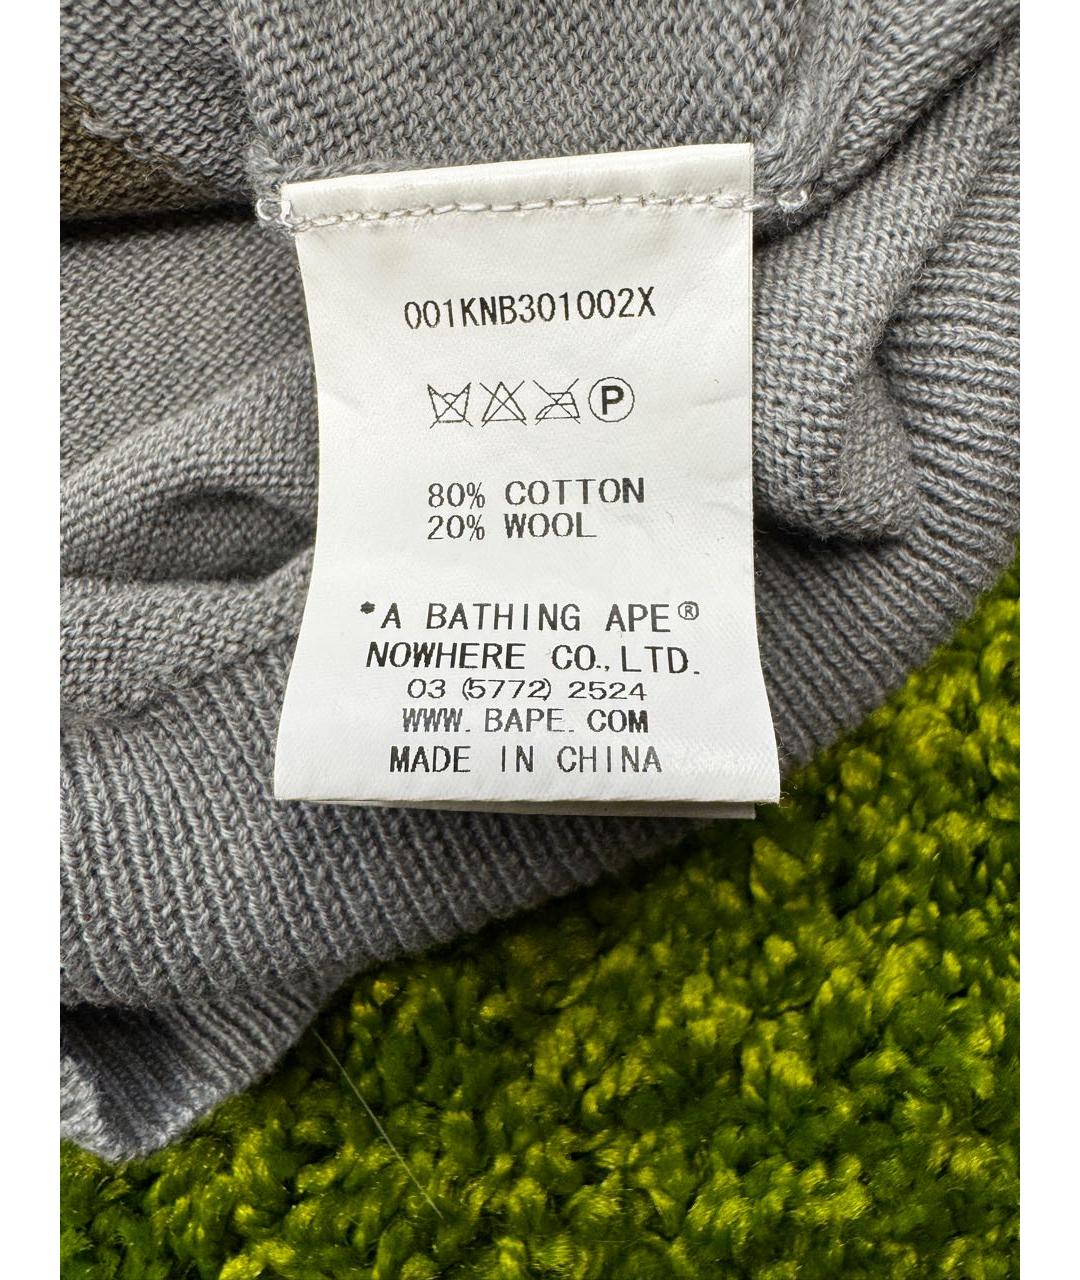 001KNB301002X
P
80% COTTON
20% WOOL
*A BATHING APE®
NOWHERE CO.,LTD.
03 (5772) 2524
WWW. BAPE. COM
MADE IN CHINA